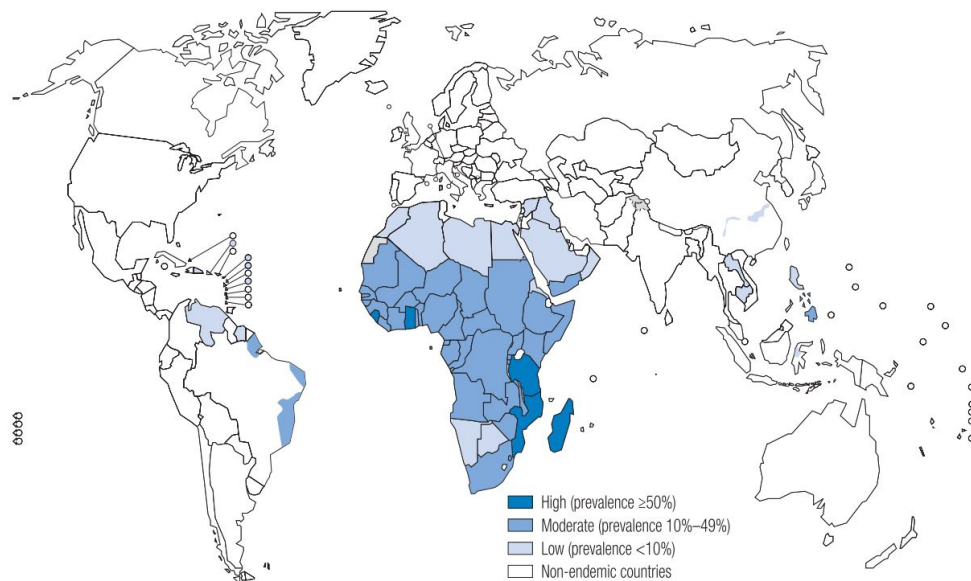 High (prevalence ≥50%)
Moderate (prevalence 10%–49%)
Low (prevalence <10%)
Non-endemic countries